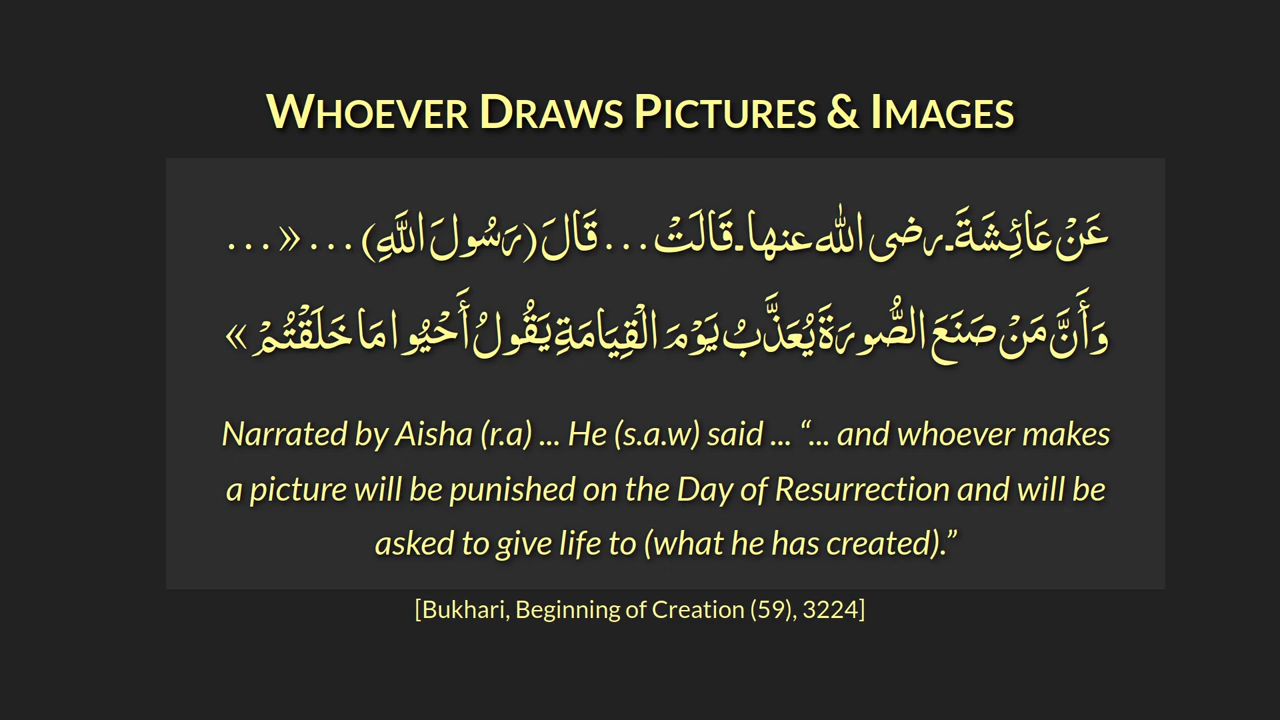 WHOEVER DRAWS PICTURES & IMAGES
عَنْ عَائِشَةَ ـ رضى الله عنها ـ قَالَتْ ... قَالَ (رَسُولَ اللَّهِ) ... « ...
وَأَنَّ مَنْ صَنَعَ الصُّورَةَ يُعَذَّبُ يَوْمَ الْقِيَامَةِ يَقُولُ أَحْيُوا مَا خَلَقْتُمْ »
Narrated by Aisha (r.a) ... He (s.a.w) said ... “... and whoever makes
a picture will be punished on the Day of Resurrection and will be
asked to give life to (what he has created).”
[Bukhari, Beginning of Creation (59), 3224]